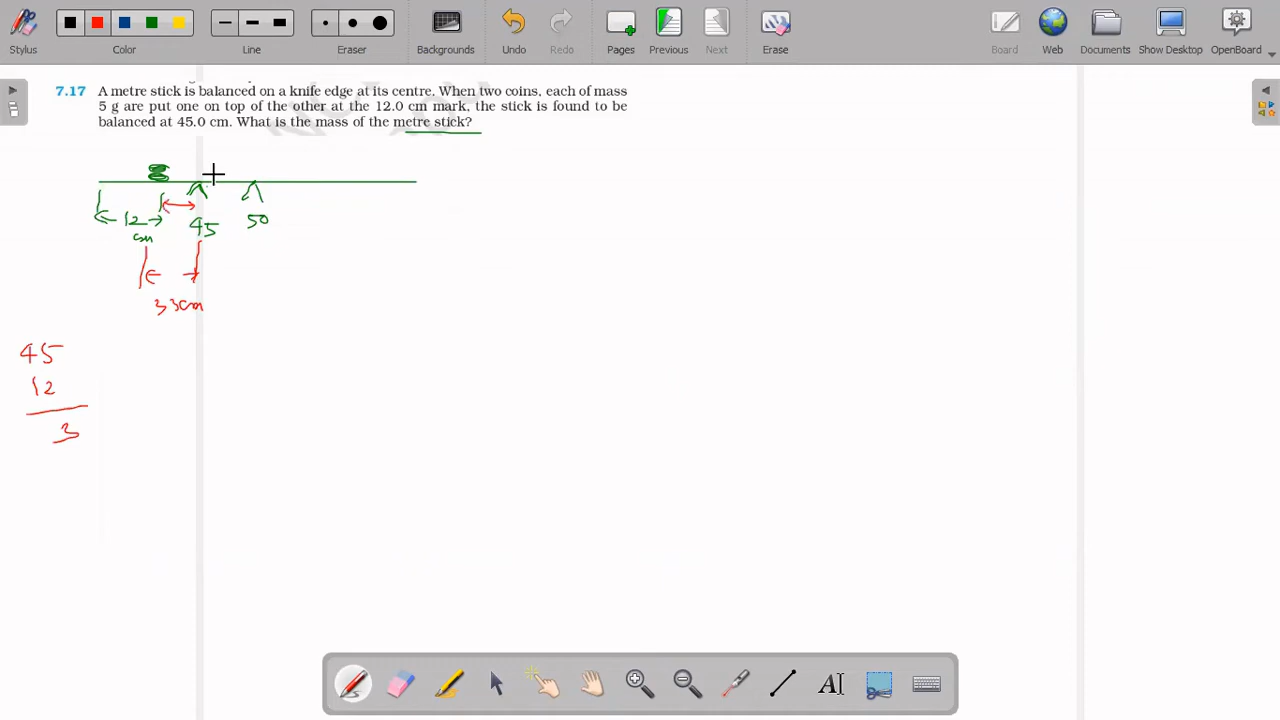 Stylus
Color
Line
Eraser
Backgrounds
Undo
Redo
Pages
Previous
Next
Erase
Board
Web
Documents
Show Desktop
OpenBoard
7.17 A metre stick is balanced on a knife edge at its centre. When two coins, each of mass
5 g are put one on top of the other at the 12.0 cm mark, the stick is found to be
balanced at 45.0 cm. What is the mass of the metre stick?
12 45 50
cm
33cm
45
12
3